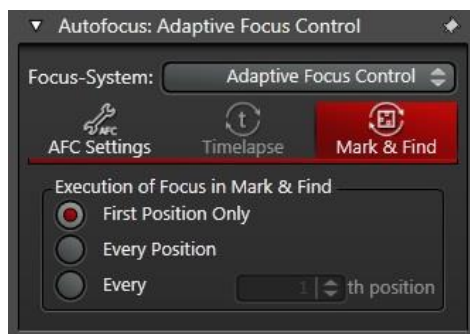 Autofocus: Adaptive Focus Control
Focus-System: Adaptive Focus Control
AFC
t
AFC Settings Timelapse Mark & Find
Execution of Focus in Mark & Find
First Position Only
Every Position
Every 1 th position